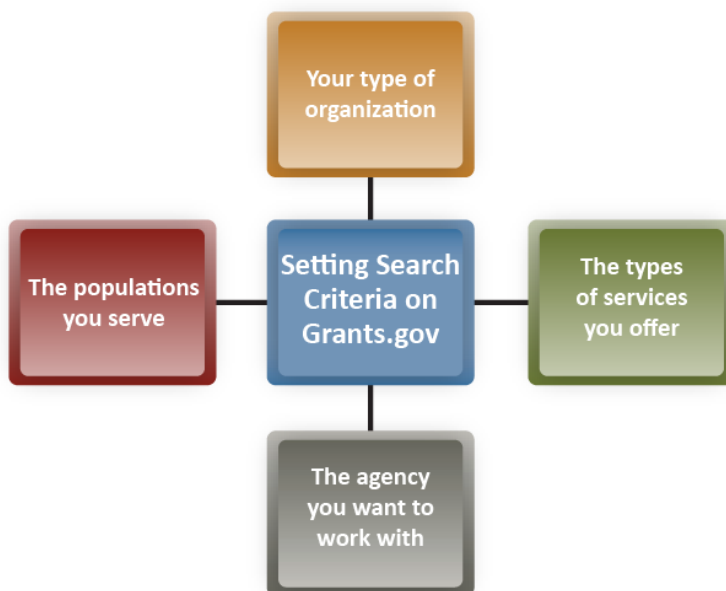 Your type of
organization
The populations
you serve
Setting Search
Criteria on
Grants.gov
The types
of services
you offer
The agency
you want to
work with